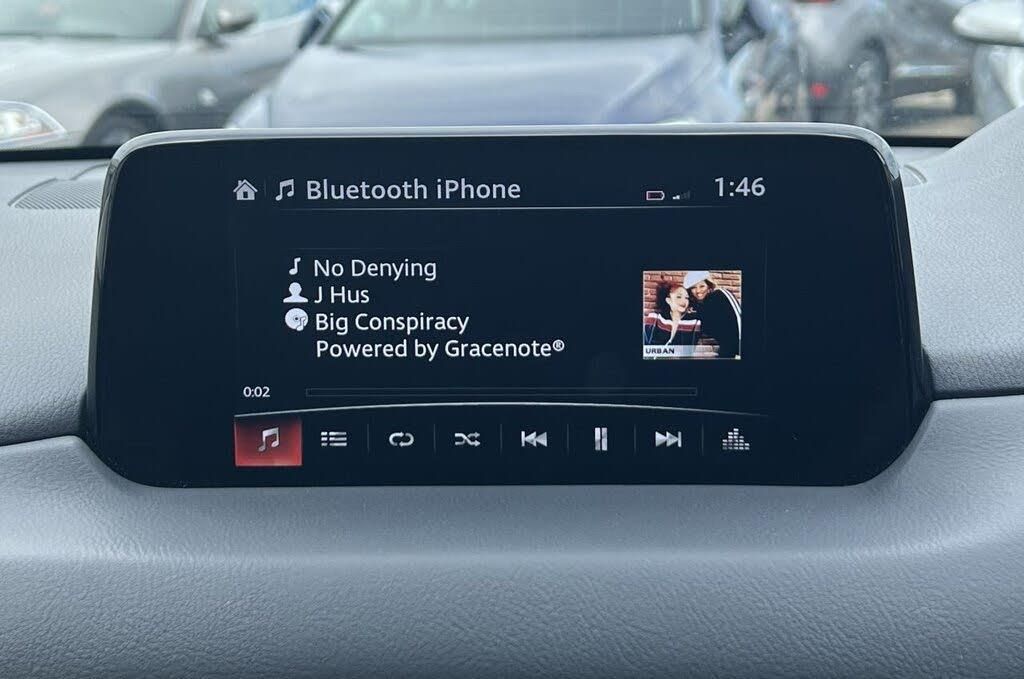 Bluetooth iPhone 1:46
No Denying
J Hus
Big Conspiracy
Powered by Gracenote®
URBAN
0:02